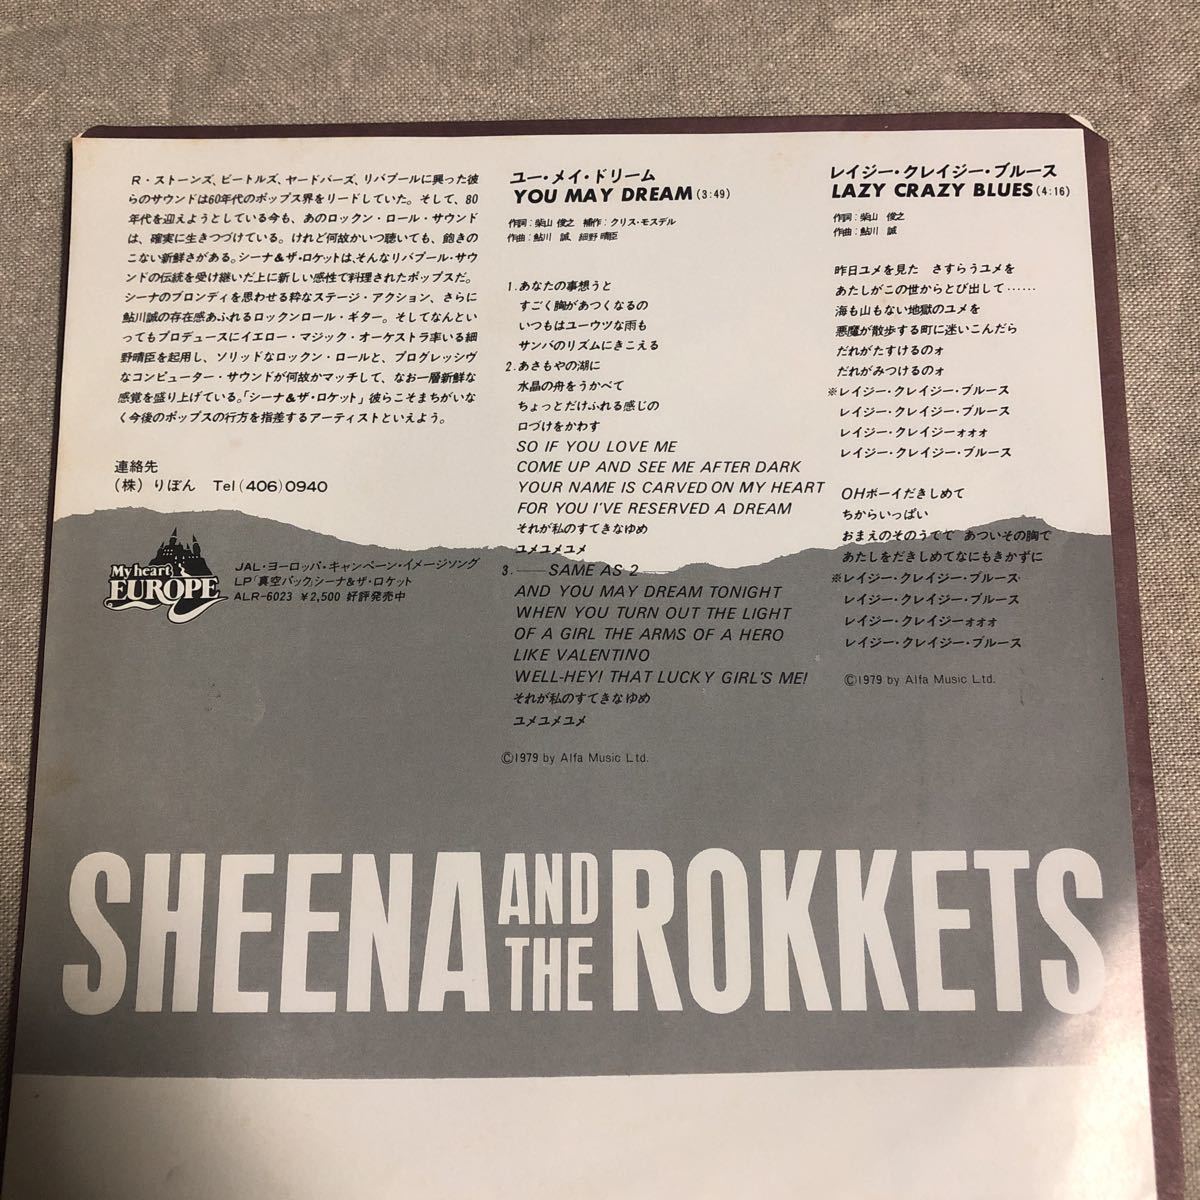 R・ストーンズ、ビートルズ、ヤードバーズ、リバプールに興った彼
らのサウンドは60年代のポップス界をリードしていた。そして、80
年代を迎えようとしている今も、あのロックン・ロール・サウンド
は、確実に生きつづけている。けれど何故かいつ聴いても、飽きの
こない新鮮さがある。シーナ&ザ・ロケットは、そんなリバプール・サウ
ンドの伝統を受け継いだ上に新しい感性で料理されたポップスだ。
シーナのブロンディを思わせる粋なステージ・アクション、さらに
鮎川誠の存在感あふれるロックンロール・ギター。そしてなんとい
ってもプロデュースにイエロー・マジック・オーケストラ率いる細
野晴臣を起用し、ソリッドなロックン・ロールと、プログレッシヴ
なコンピューター・サウンドが何故かマッチして、なお一層新鮮な
感覚を盛り上げている。「シーナ&ザ・ロケット」彼らこそまちがいな
く今後のポップスの行方を指差するアーティストといえよう。
連絡先
(株) りぼん Tel(406)0940
My heart
EUROPE
JAL・ヨーロッパ・キャンペーン・イメージソング
LP「真空パック」シーナ&ザ・ロケット
ALR-6023 ¥2,500 好評発売中
ユー・メイ・ドリーム
YOU MAY DREAM(3:49)
作詞:柴山俊之 補作:クリス・モスデル
作曲:鮎川 誠、細野晴臣
1.あなたの事想うと
すごく胸があつくなるの
いつもはユーウツな雨も
サンバのリズムにきこえる
2.あさもやの湖に
水晶の舟をうかべて
ちょっとだけふれる感じの
口づけをかわす
SO IF YOU LOVE ME
COME UP AND SEE ME AFTER DARK
YOUR NAME IS CARVED ON MY HEART
FOR YOU I'VE RESERVED A DREAM
それが私のすてきなゆめ
ユメユメユメ
3.——SAME AS 2——
AND YOU MAY DREAM TONIGHT
WHEN YOU TURN OUT THE LIGHT
OF A GIRL THE ARMS OF A HERO
LIKE VALENTINO
WELL-HEY! THAT LUCKY GIRL'S ME!
それが私のすてきなゆめ
ユメユメユメ
©1979 by Alfa Music Ltd.
レイジー・クレイジー・ブルース
LAZY CRAZY BLUES(4:16)
作詞:柴山 俊之
作曲:鮎川 誠
昨日ユメを見た さすらうユメを
あたしがこの世からとび出して……
海も山もない地獄のユメを
悪魔が散歩する町に迷いこんだら
だれがたすけるのォ
だれがみつけるのォ
※レイジー・クレイジー・ブルース
レイジー・クレイジー・ブルース
レイジー・クレイジーォォォ
レイジー・クレイジー・ブルース
OHボーイだきしめて
ちからいっぱい
おまえのそのうでで あついその胸で
あたしをだきしめてなにもきかずに
※レイジー・クレイジー・ブルース
レイジー・クレイジー・ブルース
レイジー・クレイジーォォォ
レイジー・クレイジー・ブルース
©1979 by Alfa Music Ltd.
SHEENA AND THE ROKKETS